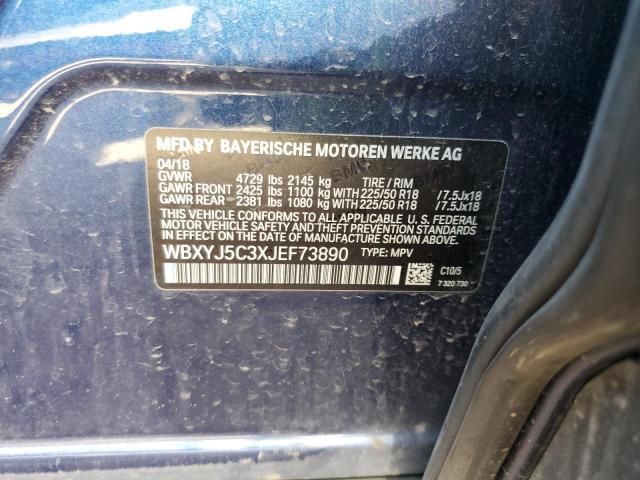 MFD BY BAYERISCHE MOTOREN WERKE AG
04/18
GVWR 4729 lbs 2145 kg TIRE / RIM
GAWR FRONT 2425 lbs 1100 kg WITH 225/50 R18 /7.5Jx18
GAWR REAR 2381 lbs 1080 kg WITH 225/50 R18 /7.5Jx18
THIS VEHICLE CONFORMS TO ALL APPLICABLE U. S. FEDERAL
MOTOR VEHICLE SAFETY, BUMPER, AND THEFT PREVENTION
STANDARDS IN EFFECT ON THE DATE OF MANUFACTURE SHOWN ABOVE.
WBXYJ5C3XJEF73890 TYPE: MPV
C10/5
7 320 730